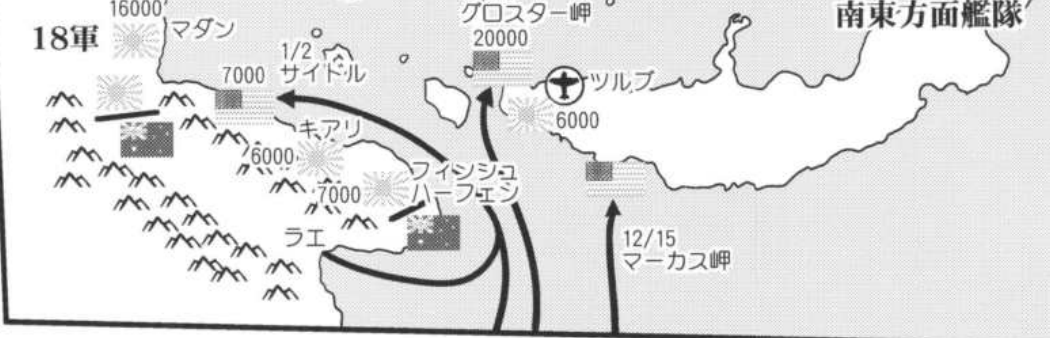 16000
18軍
マダン
グロスター岬
20000
南東方面艦隊
1/2
サイドル
7000
ツルブ
6000
キアリ
6000
7000
フィンシュ
ハーフェン
ラエ
12/15
マーカス岬